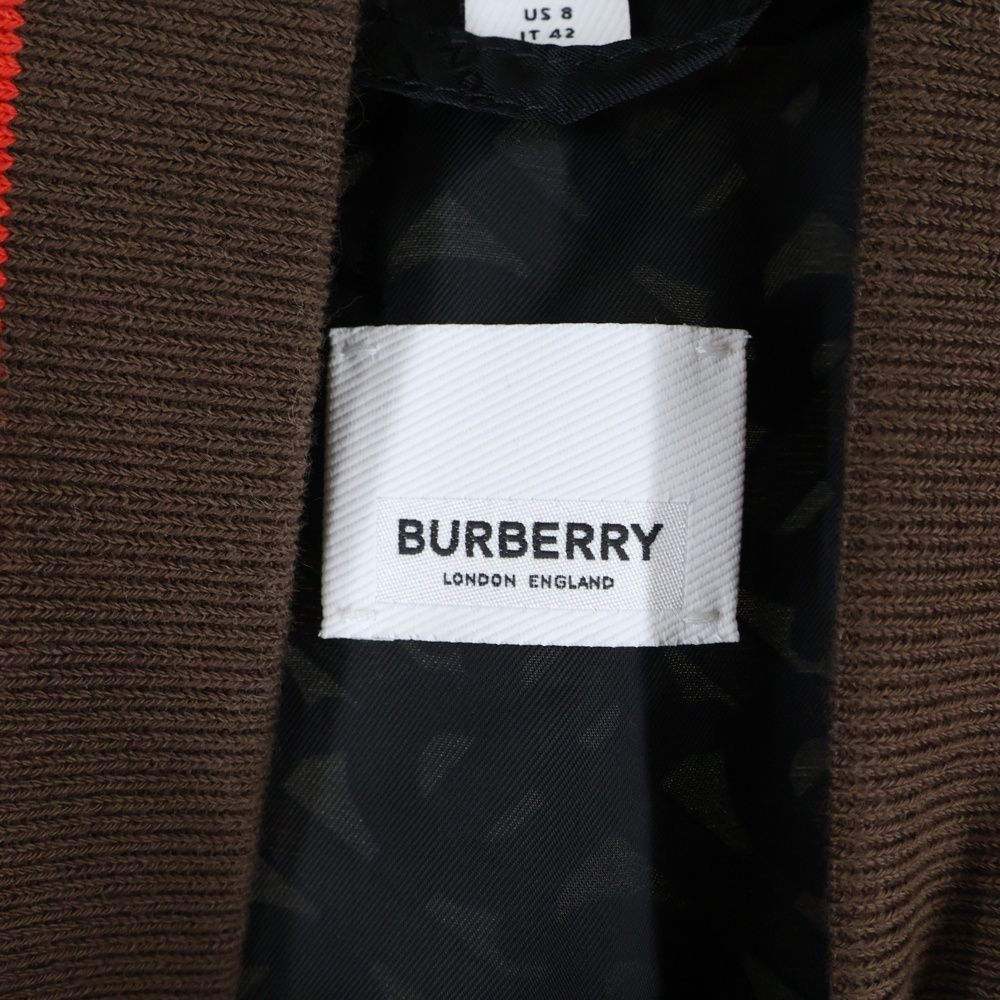 US 8
IT 42
BURBERRY
LONDON ENGLAND